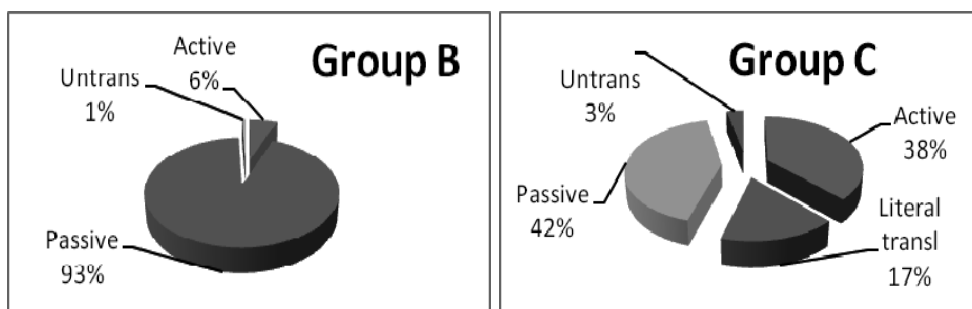 Group B
Active
6%
Untrans
1%
Passive
93%
Group C
Untrans
3%
Active
38%
Passive
42%
Literal
transl
17%